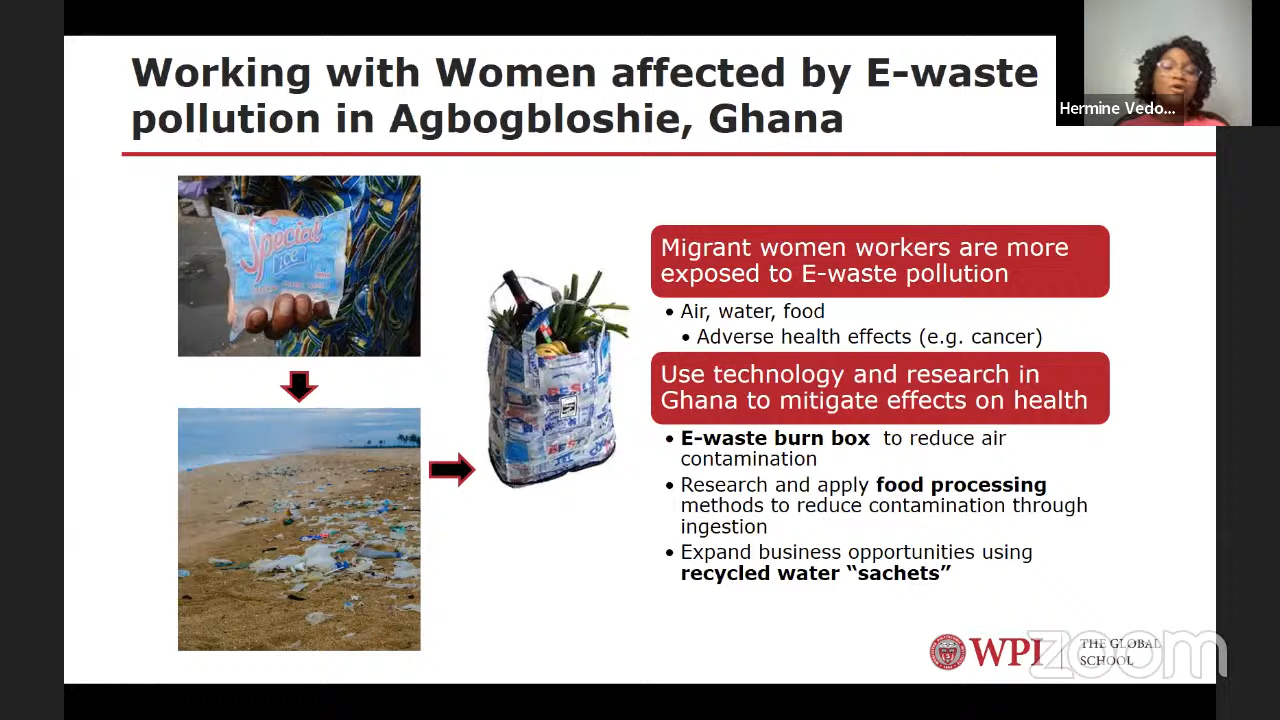 Working with Women affected by E-waste
pollution in Agbogbloshie, Ghana
Hermine Vedo...
Special
ice
Migrant women workers are more
exposed to E-waste pollution
• Air, water, food
• Adverse health effects (e.g. cancer)
Use technology and research in
Ghana to mitigate effects on health
• E-waste burn box to reduce air
contamination
• Research and apply food processing
methods to reduce contamination through
ingestion
• Expand business opportunities using
recycled water “sachets”
WPI
THE GLOBAL
SCHOOL
zoom